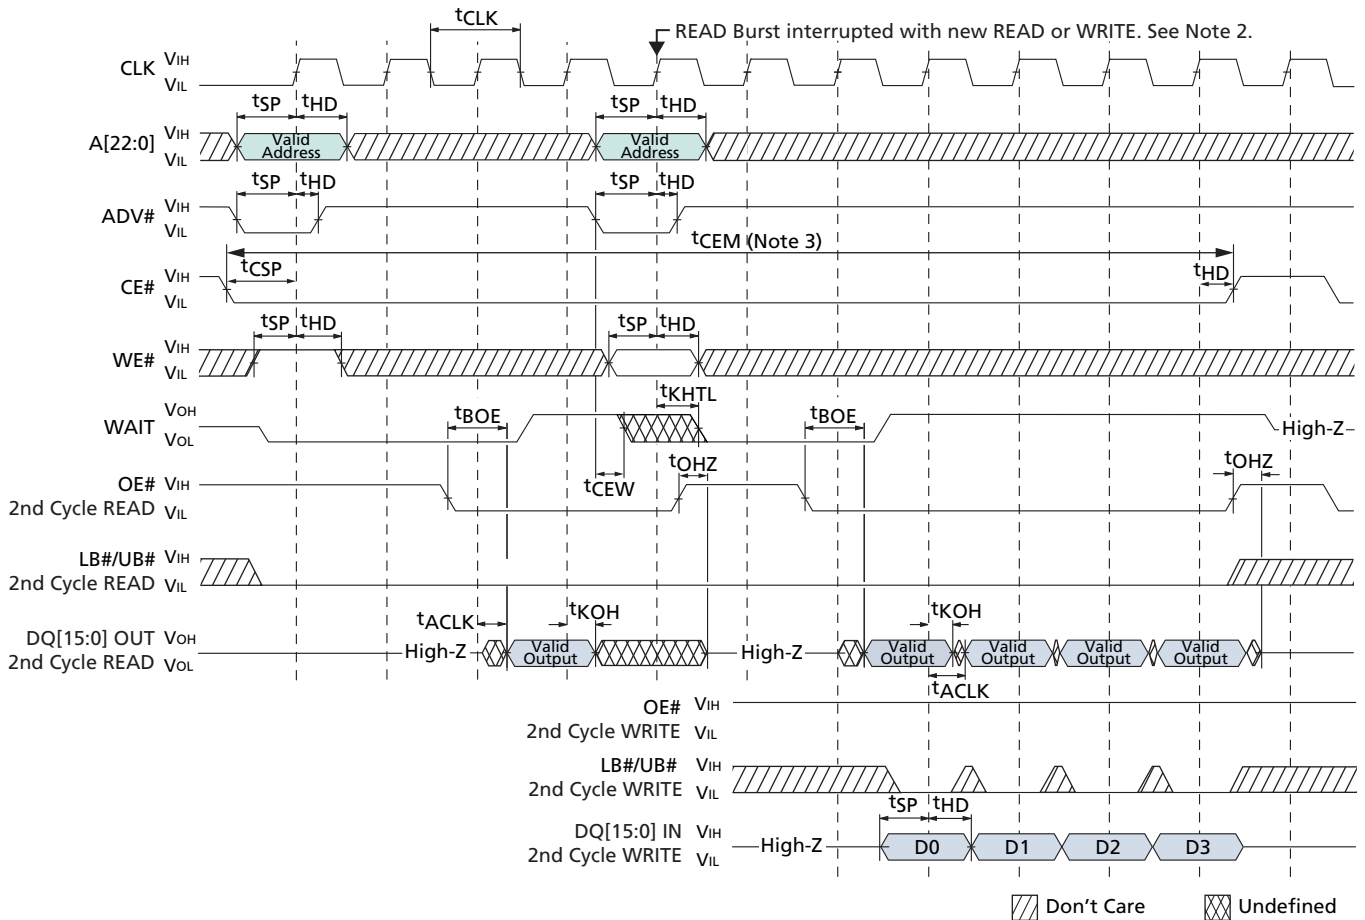 tCLK
READ Burst interrupted with new READ or WRITE. See Note 2.
CLK VIH
VIL
tSP tHD tSP tHD
A[22:0] VIH
VIL
Valid Address Valid Address
tSP tHD tSP tHD
ADV# VIH
VIL
tCEM (Note 3)
tCSP tHD
CE# VIH
VIL
tSP tHD tSP tHD
WE# VIH
VIL
tKHTL
tBOE tBOE
WAIT VOH
VOL
High-Z
tCEW tOHZ tOHZ
OE# VIH
2nd Cycle READ VIL
LB#/UB# VIH
2nd Cycle READ VIL
tACLK tKOH tKOH
DQ[15:0] OUT VOH
2nd Cycle READ VOL
High-Z Valid Output High-Z Valid Output Valid Output Valid Output Valid Output
tACLK
OE# VIH
2nd Cycle WRITE VIL
LB#/UB# VIH
2nd Cycle WRITE VIL
tSP tHD
DQ[15:0] IN VIH
2nd Cycle WRITE VIL
High-Z D0 D1 D2 D3
Don't Care Undefined